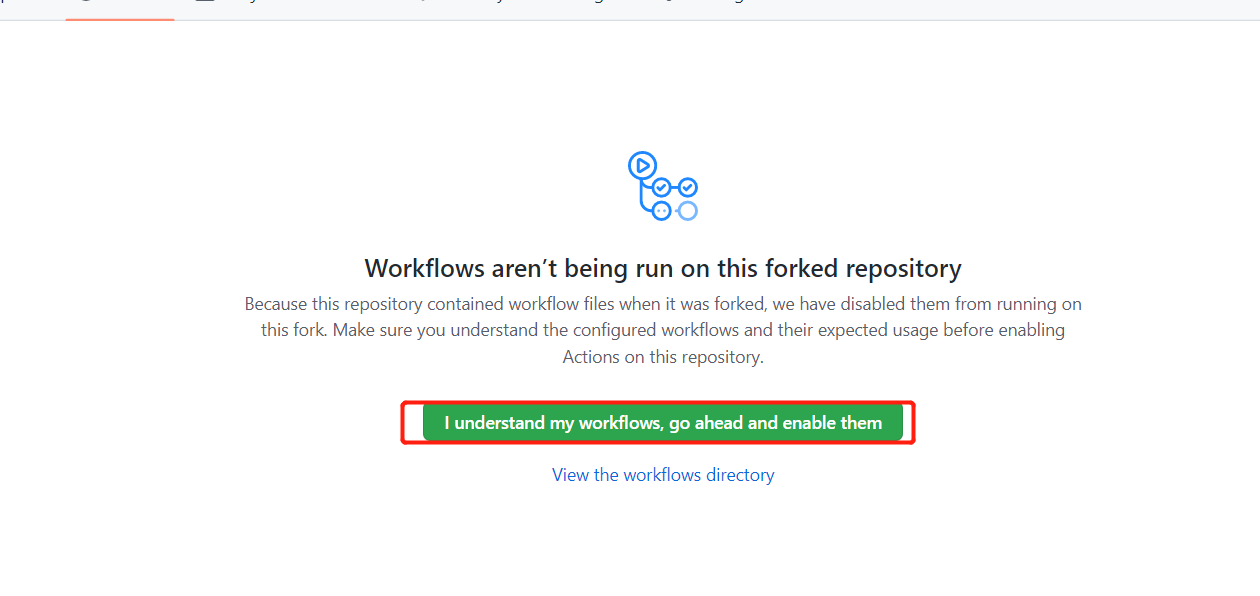 Workflows aren’t being run on this forked repository
Because this repository contained workflow files when it was forked, we have disabled them from running on
this fork. Make sure you understand the configured workflows and their expected usage before enabling
Actions on this repository.
I understand my workflows, go ahead and enable them
View the workflows directory